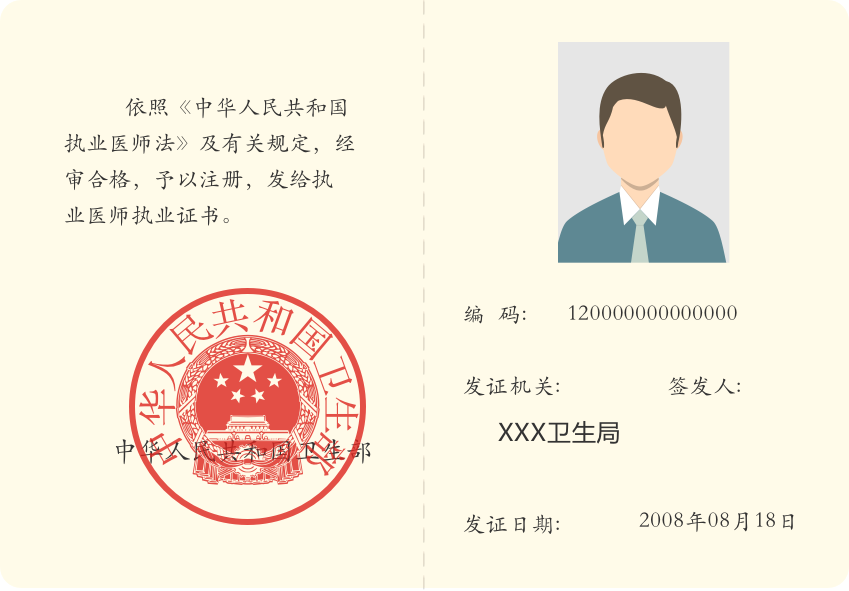 依照《中华人民共和国
执业医师法》及有关规定，经
审合格，予以注册，发给执
业医师执业证书。
中华人民共和国卫生部
中华人民共和国卫生部
编 码: 120000000000000
发证机关: 签发人:
XXX卫生局
发证日期: 2008年08月18日